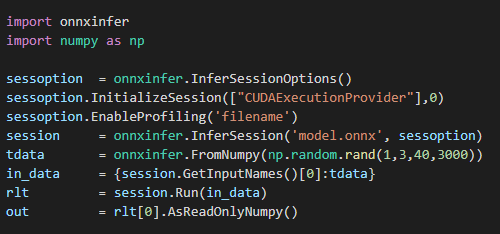 import onnxinfer
import numpy as np
sessoption  = onnxinfer.InferSessionOptions()
sessoption.InitializeSession(["CUDAExecutionProvider"],0)
sessoption.EnableProfiling('filename')
session     = onnxinfer.InferSession('model.onnx', sessoption)
tdata       = onnxinfer.FromNumpy(np.random.rand(1,3,40,3000))
in_data     = {session.GetInputNames()[0]:tdata}
rlt         = session.Run(in_data)
out         = rlt[0].AsReadOnlyNumpy()